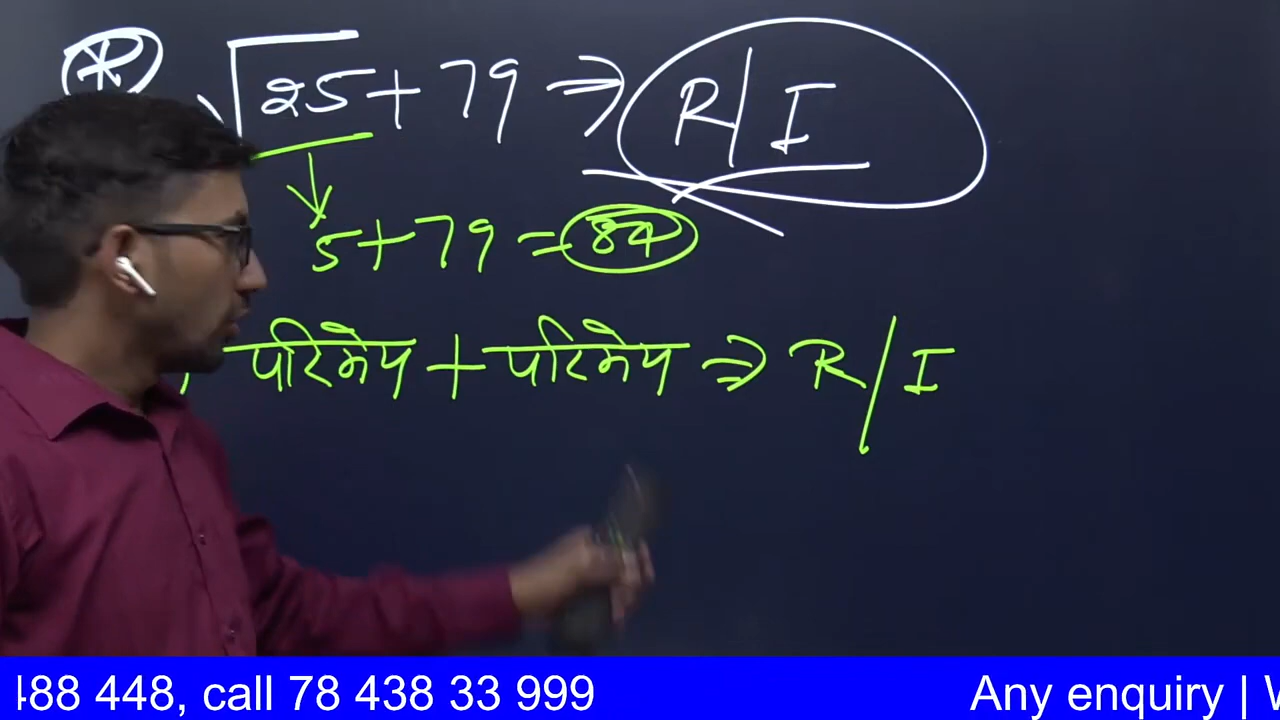 * √25 + 79 ⇒ R/I
5 + 79 = 84
परिमेय + परिमेय ⇒ R/I
488 448, call 78 438 33 999 Any enquiry |